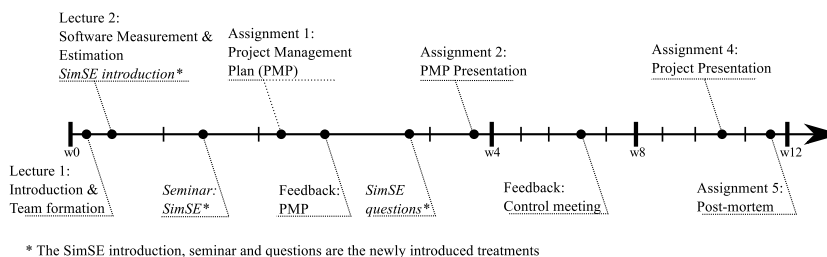 Lecture 2:
Software Measurement &
Estimation
SimSE introduction*
Assignment 1:
Project Management
Plan (PMP)
Assignment 2:
PMP Presentation
Assignment 4:
Project Presentation
w0
w4
w8
w12
Lecture 1:
Introduction &
Team formation
Seminar:
SimSE*
Feedback:
PMP
SimSE
questions*
Feedback:
Control meeting
Assignment 5:
Post-mortem
* The SimSE introduction, seminar and questions are the newly introduced treatments